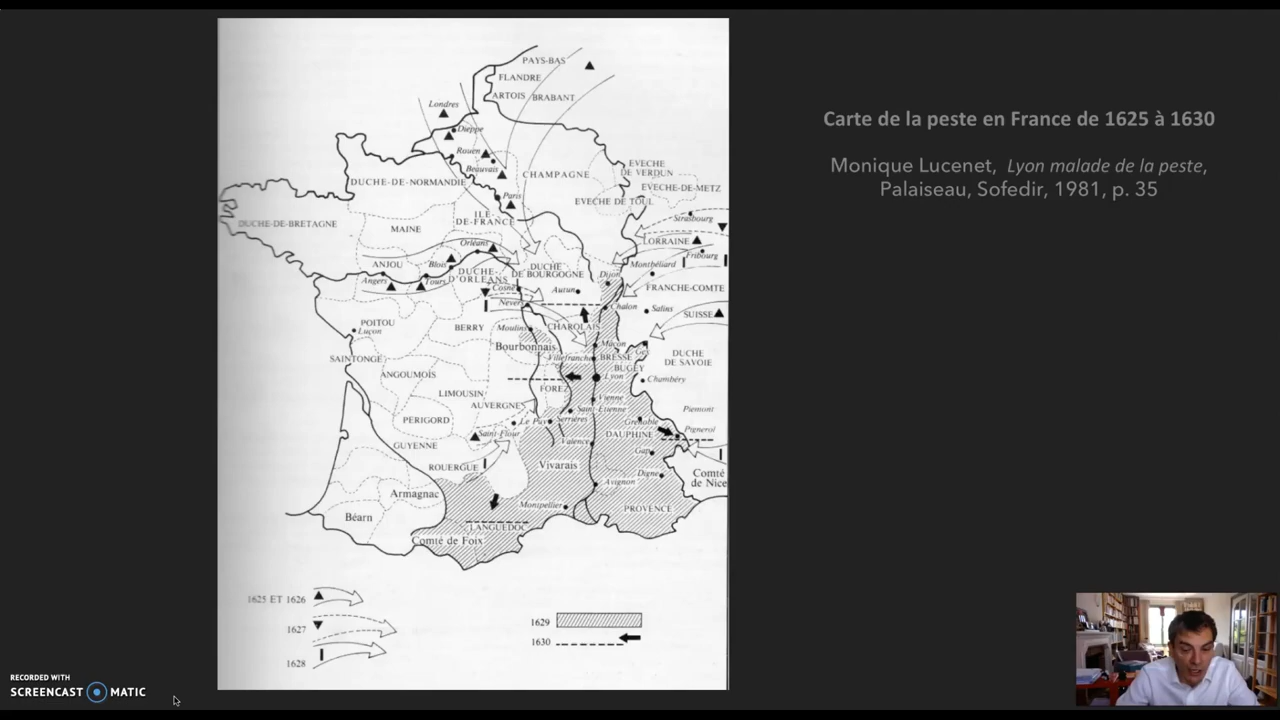 PAYS-BAS
FLANDRE
ARTOIS BRABANT
Londres
Dieppe
Rouen
Beauvais
EVECHE
DE VERDUN
CHAMPAGNE
DUCHE-DE-NORMANDIE
EVECHE-DE-METZ
Paris
EVECHE DE TOUL
ILE-
DE-FRANCE
Strasbourg
DUCHE-DE-BRETAGNE
MAINE
LORRAINE
Orléans
Fribourg
ANJOU
Blois
DUCHE
DE BOURGOGNE
Montbéliard
DUCHE-
D'ORLEANS
Dijon
Angers
Tours
Cosne
Autun
FRANCHE-COMTE
Nevers
Chalon
Salins
SUISSE
POITOU
Luçon
BERRY
Moulins
CHAROLAIS
Bourbonnais
Mâcon
Gex
SAINTONGE
Villefranche
BRESSE
DUCHE
DE SAVOIE
BUGEY
ANGOUMOIS
Lyon
Chambéry
LIMOUSIN
FOREZ
Vienne
AUVERGNE
Saint-Etienne
Piemont
PERIGORD
Le Puy
Serrières
Grenoble
Pignerol
Saint-Flour
DAUPHINE
GUYENNE
Valence
Gap
ROUERGUE
Vivarais
Digne
Comté
de Nice
Armagnac
Avignon
Béarn
Montpellier
PROVENCE
LANGUEDOC
Comté de Foix
1625 ET 1626
1627
1628
1629
1630
Carte de la peste en France de 1625 à 1630
Monique Lucenet, Lyon malade de la peste,
Palaiseau, Sofedir, 1981, p. 35
RECORDED WITH
SCREENCAST MATIC